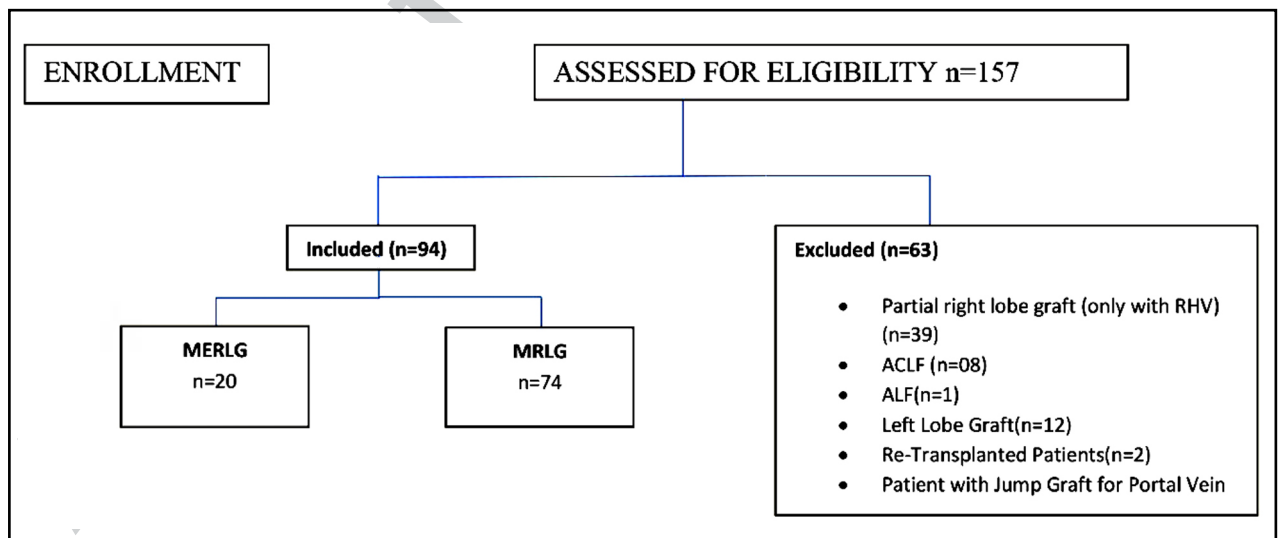 ENROLLMENT
ASSESSED FOR ELIGIBILITY n=157
Included (n=94)
MERLG
n=20
MRLG
n=74
Excluded (n=63)
• Partial right lobe graft (only with RHV)
(n=39)
• ACLF (n=08)
• ALF(n=1)
• Left Lobe Graft(n=12)
• Re-Transplanted Patients(n=2)
• Patient with Jump Graft for Portal Vein